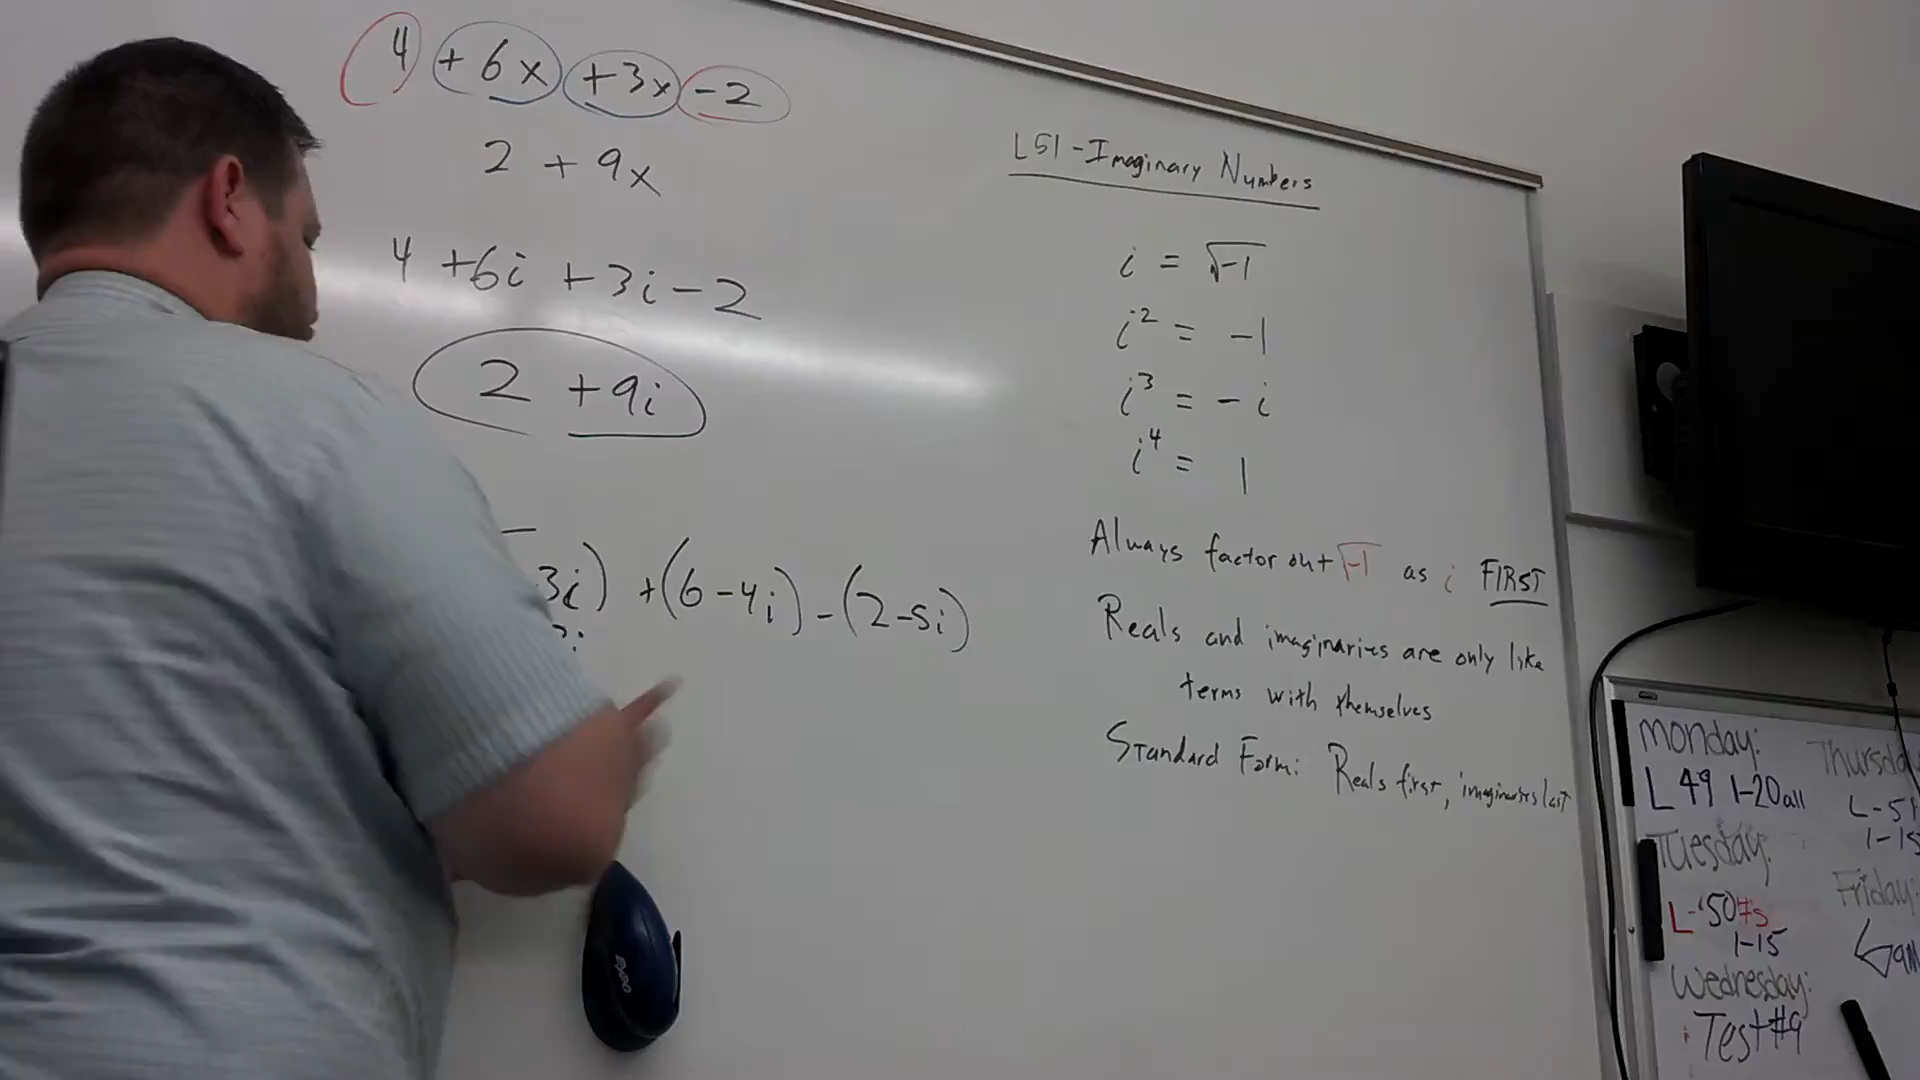 4 + 6x + 3x - 2
2 + 9x
4 + 6i + 3i - 2
2 + 9i
3i) + (6 - 4i) - (2 - 5i)
L51 - Imaginary Numbers
i = √-1
i² = -1
i³ = -i
i⁴ = 1
Always factor out √-1 as i FIRST
Reals and imaginaries are only like
terms with themselves
Standard Form: Reals first, imaginaries last
EXPO
Monday:
L 49 1-20 all
Tuesday:
L-50 #s
1-15
Wednesday:
Test #9
Thursday
L-51
1-15
Friday: